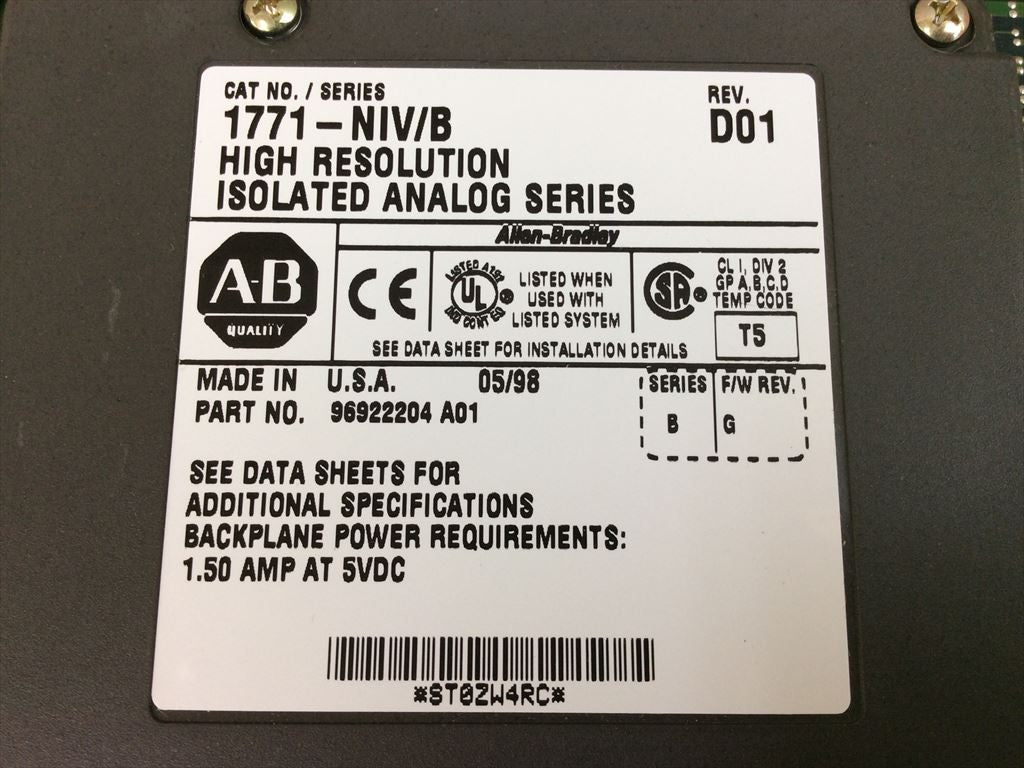 CAT NO. / SERIES
REV.
1771-NIV/B
D01
HIGH RESOLUTION
ISOLATED ANALOG SERIES
Allen-Bradley
A-B
QUALITY
CE
LISTED
UL
LISTED WHEN
USED WITH
LISTED SYSTEM
SA
CL I, DIV 2
GP A,B,C,D
TEMP CODE
T5
SEE DATA SHEET FOR INSTALLATION DETAILS
MADE IN U.S.A. 05/98
SERIES F/W REV.
PART NO. 96922204 A01
B G
SEE DATA SHEETS FOR
ADDITIONAL SPECIFICATIONS
BACKPLANE POWER REQUIREMENTS:
1.50 AMP AT 5VDC
*ST0ZW4RC*